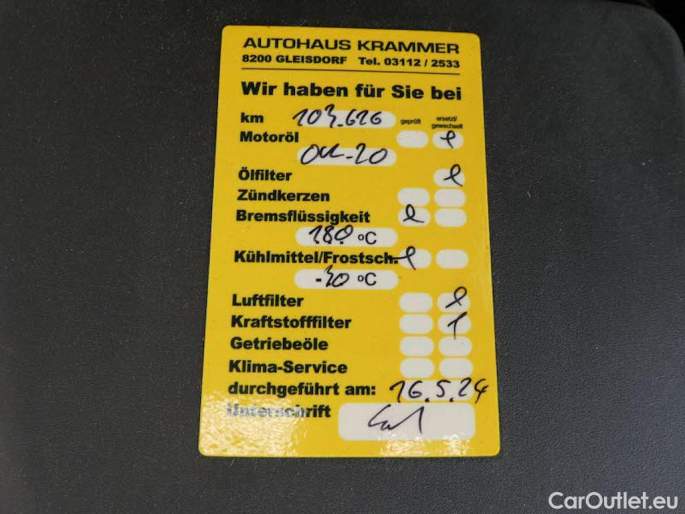 AUTOHAUS KRAMMER
8200 GLEISDORF Tel. 03112 / 2533
Wir haben für Sie bei
km 103.626 geprüft ersetzt/
gewechselt
Motoröl
0W-20
Ölfilter
Zündkerzen
Bremsflüssigkeit
180 °C
Kühlmittel/Frostsch.
-30 °C
Luftfilter
Kraftstofffilter
Getriebeöle
Klima-Service
durchgeführt am: 16.5.24
Unterschrift
CarOutlet.eu